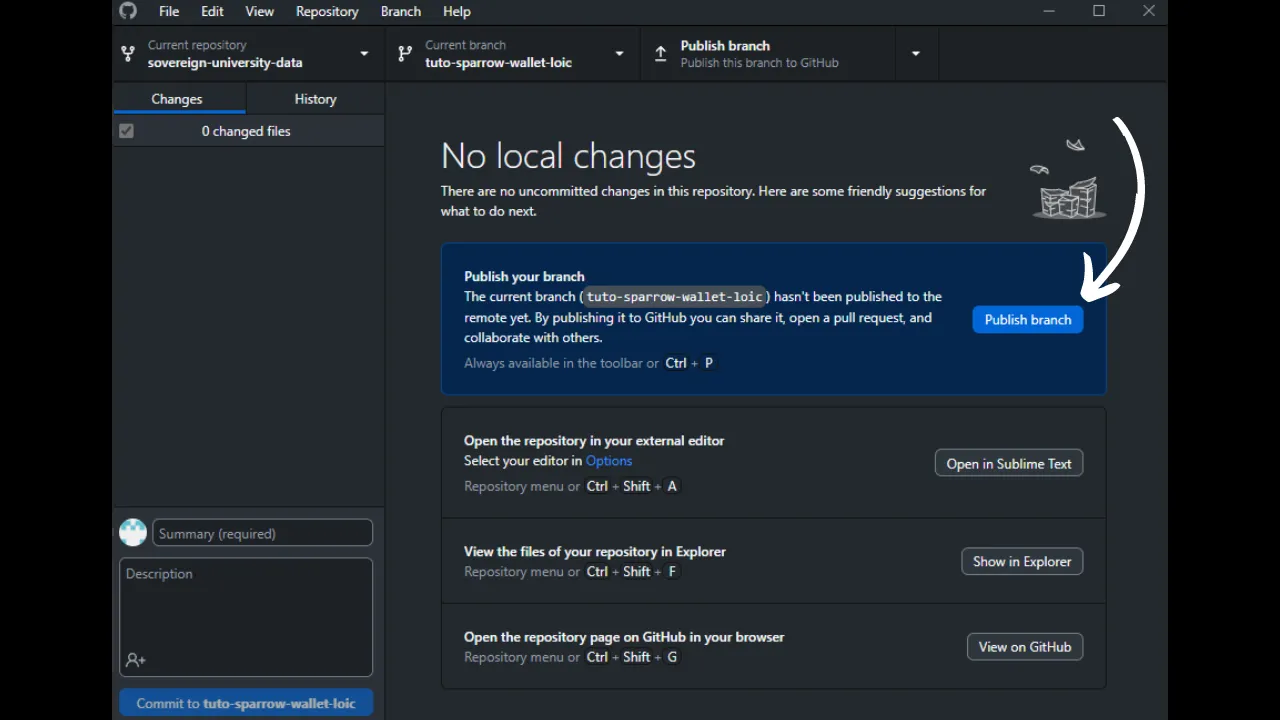 File Edit View Repository Branch Help
Current repository
sovereign-university-data
Current branch
tuto-sparrow-wallet-loic
Publish branch
Publish this branch to GitHub
Changes History
0 changed files
No local changes
There are no uncommitted changes in this repository. Here are some friendly suggestions for
what to do next.
Publish your branch
The current branch (tuto-sparrow-wallet-loic) hasn't been published to the
remote yet. By publishing it to GitHub you can share it, open a pull request, and
collaborate with others.
Always available in the toolbar or Ctrl + P
Publish branch
Open the repository in your external editor
Select your editor in Options
Repository menu or Ctrl + Shift + A
Open in Sublime Text
View the files of your repository in Explorer
Repository menu or Ctrl + Shift + F
Show in Explorer
Open the repository page on GitHub in your browser
Repository menu or Ctrl + Shift + G
View on GitHub
Summary (required)
Description
Commit to tuto-sparrow-wallet-loic